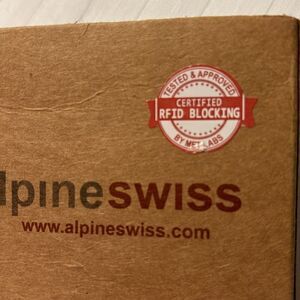 TESTED & APPROVED
CERTIFIED
RFID BLOCKING
BY MET LABS
lpineswiss
www.alpineswiss.com